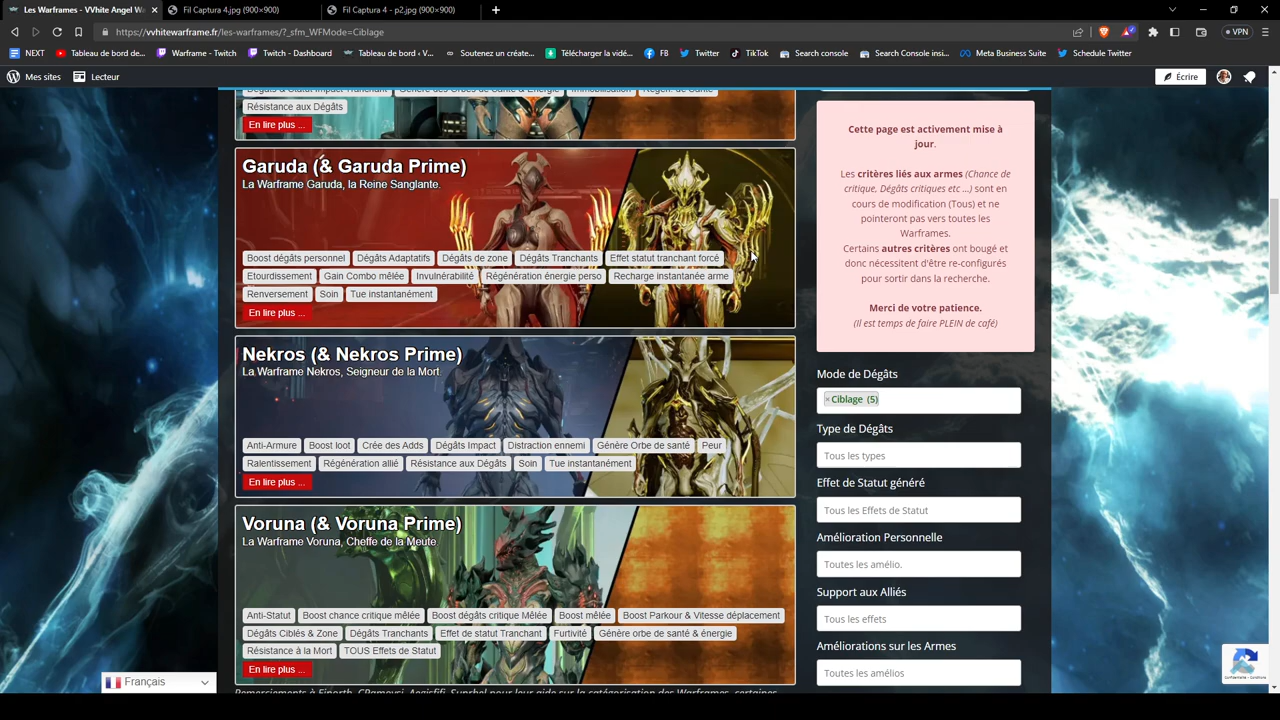 Les Warframes - VVhite Angel Wa
Fil Captura 4.jpg (900×900)
Fil Captura 4 - p2.jpg (900×900)
https://vvhitewarframe.fr/les-warframes/?_sfm_WFMode=Ciblage
VPN
NEXT
YT
Warframe - Twitch
Twitch - Dashboard
Tableau de bord ‹ V...
Soutenez un créate...
Télécharger la vidéo...
FB
Twitter
TikTok
Search console
Search Console insi...
Meta Business Suite
Schedule Twitter
Mes sites
Lecteur
Écrire
Résistance aux Dégâts
En lire plus ...
Garuda (& Garuda Prime)
La Warframe Garuda, la Reine Sanglante.
Boost dégâts personnel
Dégâts Adaptatifs
Dégâts de zone
Dégâts Tranchants
Effet statut tranchant forcé
Etourdissement
Gain Combo mêlée
Invulnérabilité
Régénération énergie perso
Recharge instantanée arme
Renversement
Soin
Tue instantanément
En lire plus ...
Nekros (& Nekros Prime)
La Warframe Nekros, Seigneur de la Mort.
Anti-Armure
Boost loot
Crée des Adds
Dégâts Impact
Distraction ennemi
Génère Orbe de santé
Peur
Ralentissement
Régénération allié
Résistance aux Dégâts
Soin
Tue instantanément
En lire plus ...
Voruna (& Voruna Prime)
La Warframe Voruna, Cheffe de la Meute.
Anti-Statut
Boost chance critique mêlée
Boost dégâts critique Mêlée
Boost mêlée
Boost Parkour & Vitesse déplacement
Dégâts Ciblés & Zone
Dégâts Tranchants
Effet de statut Tranchant
Furtivité
Génère orbe de santé & énergie
Résistance à la Mort
TOUS Effets de Statut
En lire plus ...
Cette page est activement mise à
jour.
Les critères liés aux armes (Chance de
critique, Dégâts critiques etc ...) sont en
cours de modification (Tous) et ne
pointeront pas vers toutes les
Warframes.
Certains autres critères ont bougé et
donc nécessitent d'être re-configurés
pour sortir dans la recherche.
Merci de votre patience.
(Il est temps de faire PLEIN de café)
Mode de Dégâts
× Ciblage (5)
Type de Dégâts
Tous les types
Effet de Statut généré
Tous les Effets de Statut
Amélioration Personnelle
Toutes les amélio.
Support aux Alliés
Tous les effets
Améliorations sur les Armes
Toutes les amélios
Français